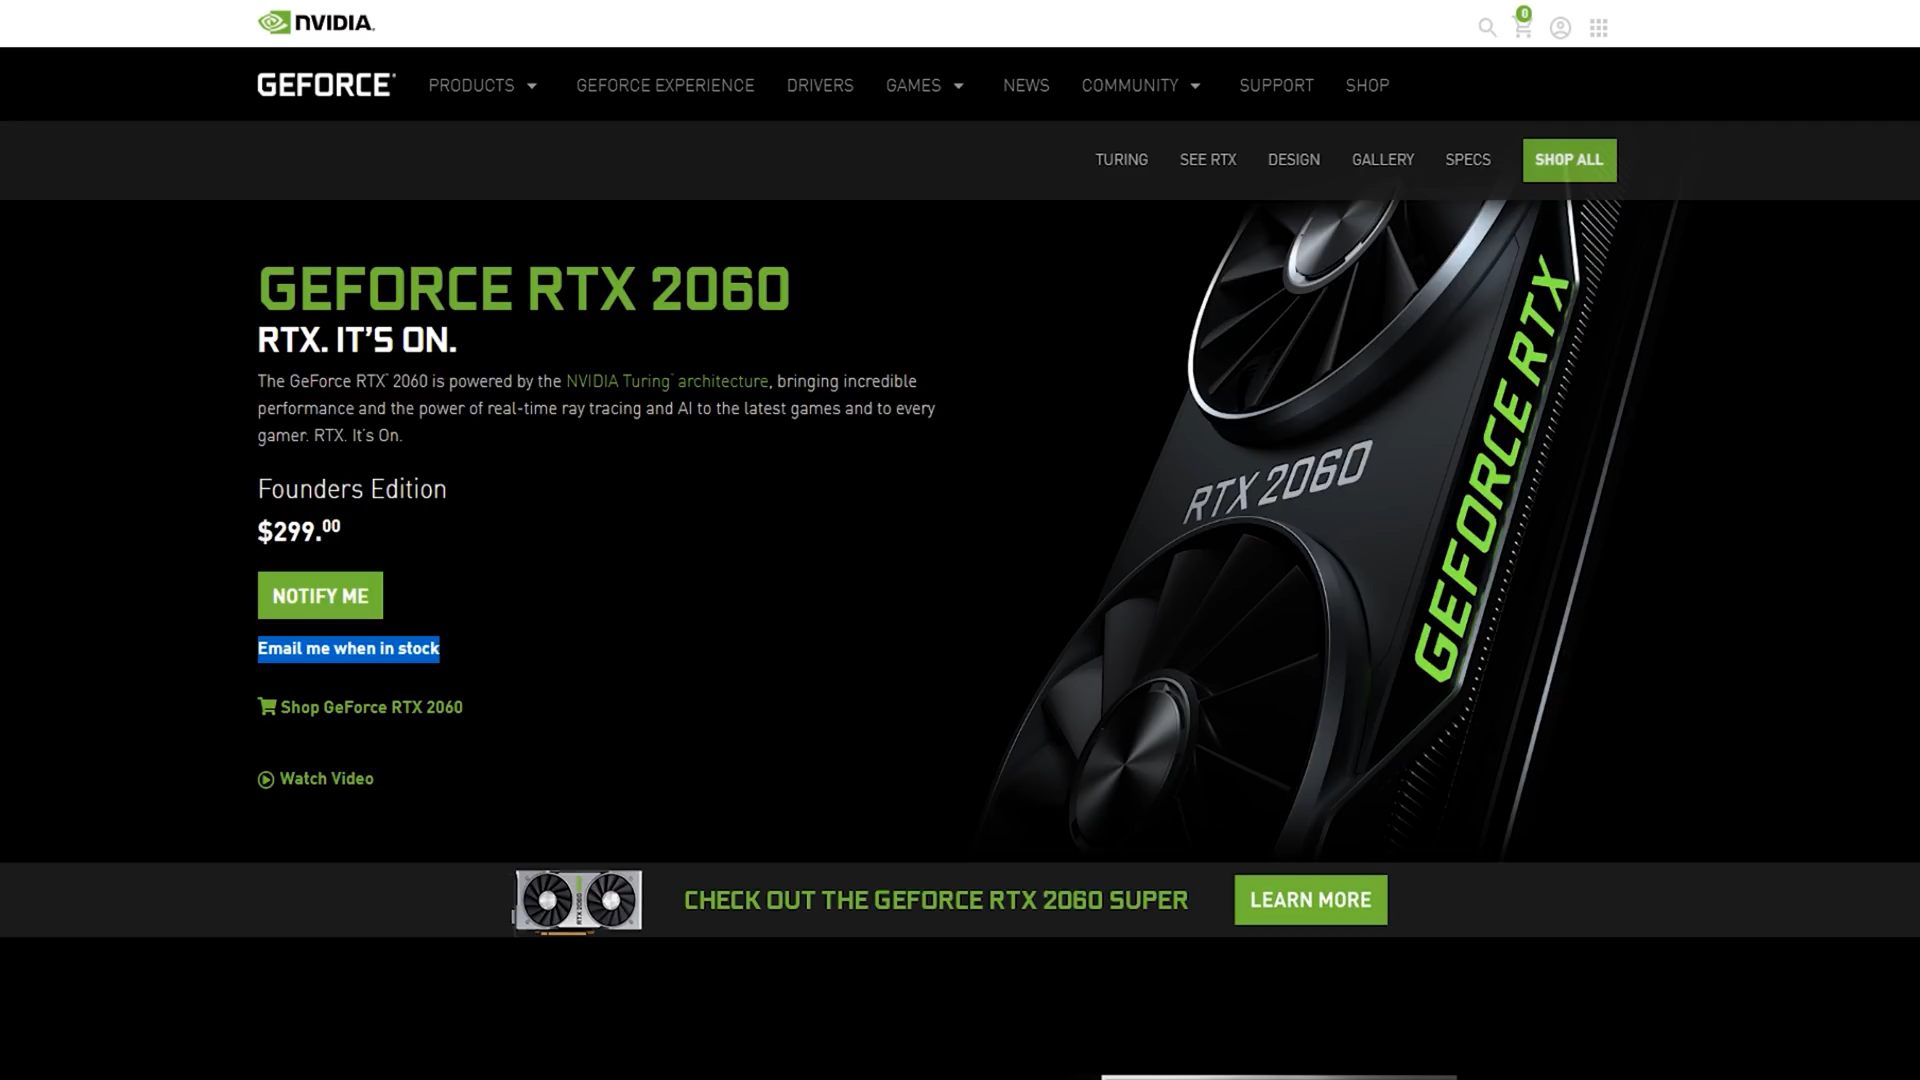 NVIDIA.
0
GEFORCE
PRODUCTS
GEFORCE EXPERIENCE
DRIVERS
GAMES
NEWS
COMMUNITY
SUPPORT
SHOP
TURING
SEE RTX
DESIGN
GALLERY
SPECS
SHOP ALL
GEFORCE RTX 2060
RTX. IT'S ON.
The GeForce RTX™ 2060 is powered by the NVIDIA Turing™ architecture, bringing incredible
performance and the power of real-time ray tracing and AI to the latest games and to every
gamer. RTX. It's On.
Founders Edition
$299.00
NOTIFY ME
Email me when in stock
Shop GeForce RTX 2060
Watch Video
RTX 2060
GEFORCE RTX
RTX 2060
CHECK OUT THE GEFORCE RTX 2060 SUPER
LEARN MORE